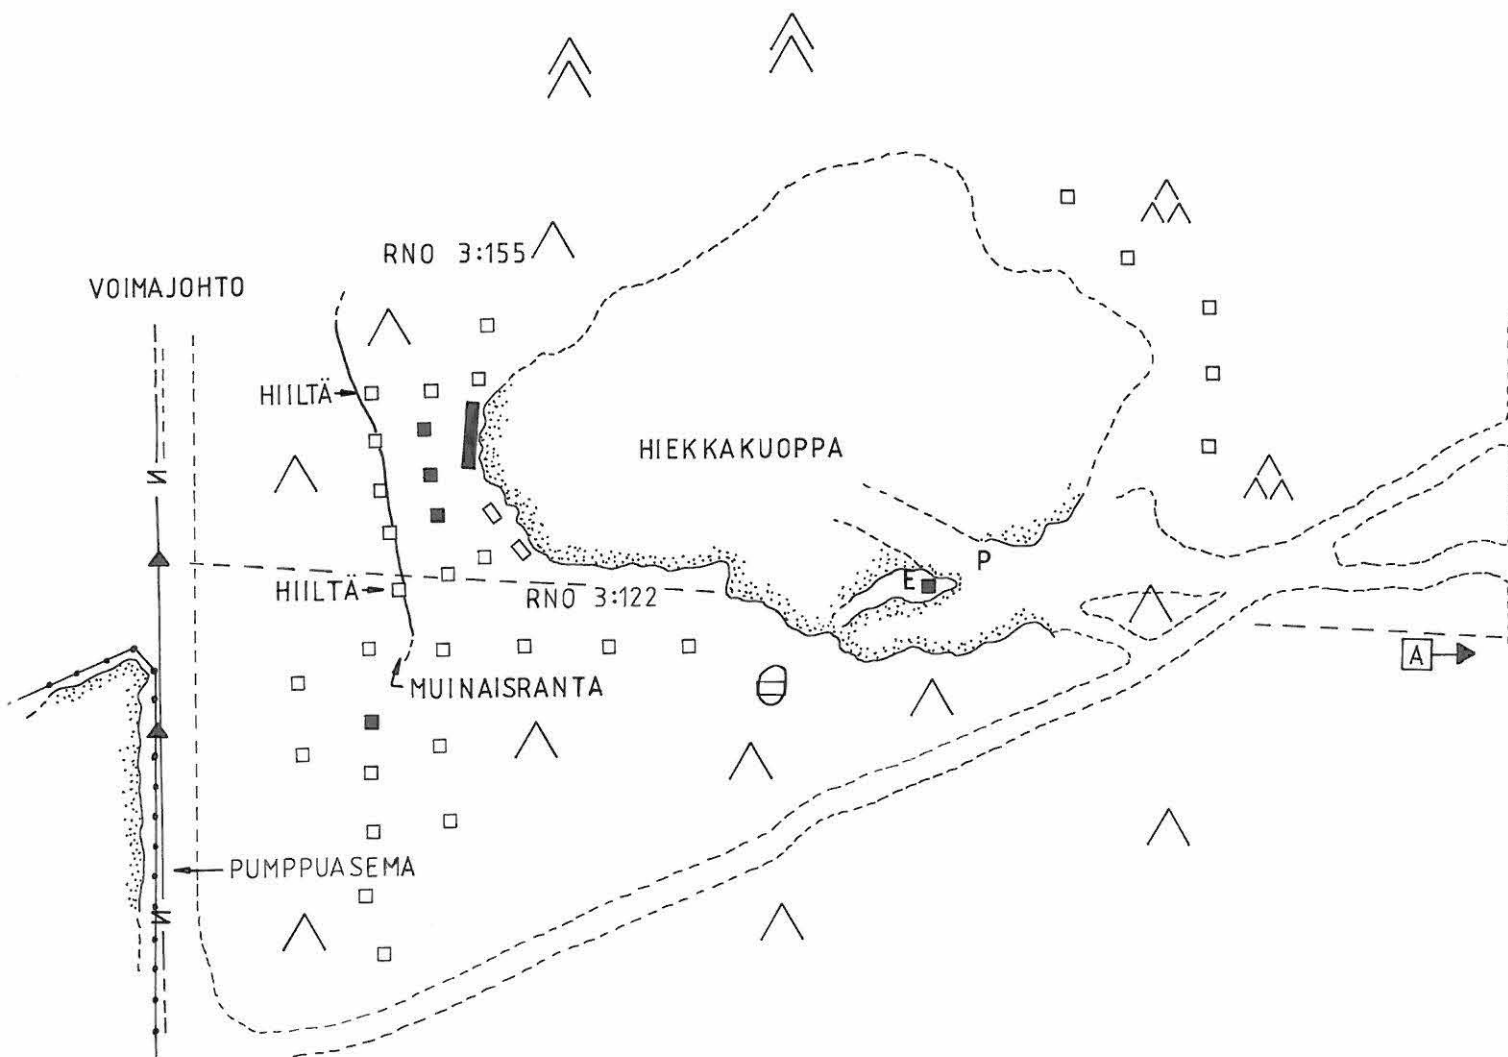 RNO 3:155
VOIMAJOHTO
HIILTÄ
HIEKKAKUOPPA
P
E
HIILTÄ
RNO 3:122
A
MUINAISRANTA
PUMPPUASEMA